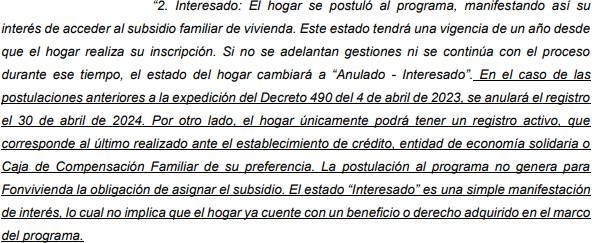 “2. Interesado: El hogar se postuló al programa, manifestando así su
interés de acceder al subsidio familiar de vivienda. Este estado tendrá una vigencia de un año desde
que el hogar realiza su inscripción. Si no se adelantan gestiones ni se continúa con el proceso
durante ese tiempo, el estado del hogar cambiará a “Anulado - Interesado”. En el caso de las
postulaciones anteriores a la expedición del Decreto 490 del 4 de abril de 2023, se anulará el registro
el 30 de abril de 2024. Por otro lado, el hogar únicamente podrá tener un registro activo, que
corresponde al último realizado ante el establecimiento de crédito, entidad de economía solidaria o
Caja de Compensación Familiar de su preferencia. La postulación al programa no genera para
Fonvivienda la obligación de asignar el subsidio. El estado “Interesado” es una simple manifestación
de interés, lo cual no implica que el hogar ya cuente con un beneficio o derecho adquirido en el marco
del programa.